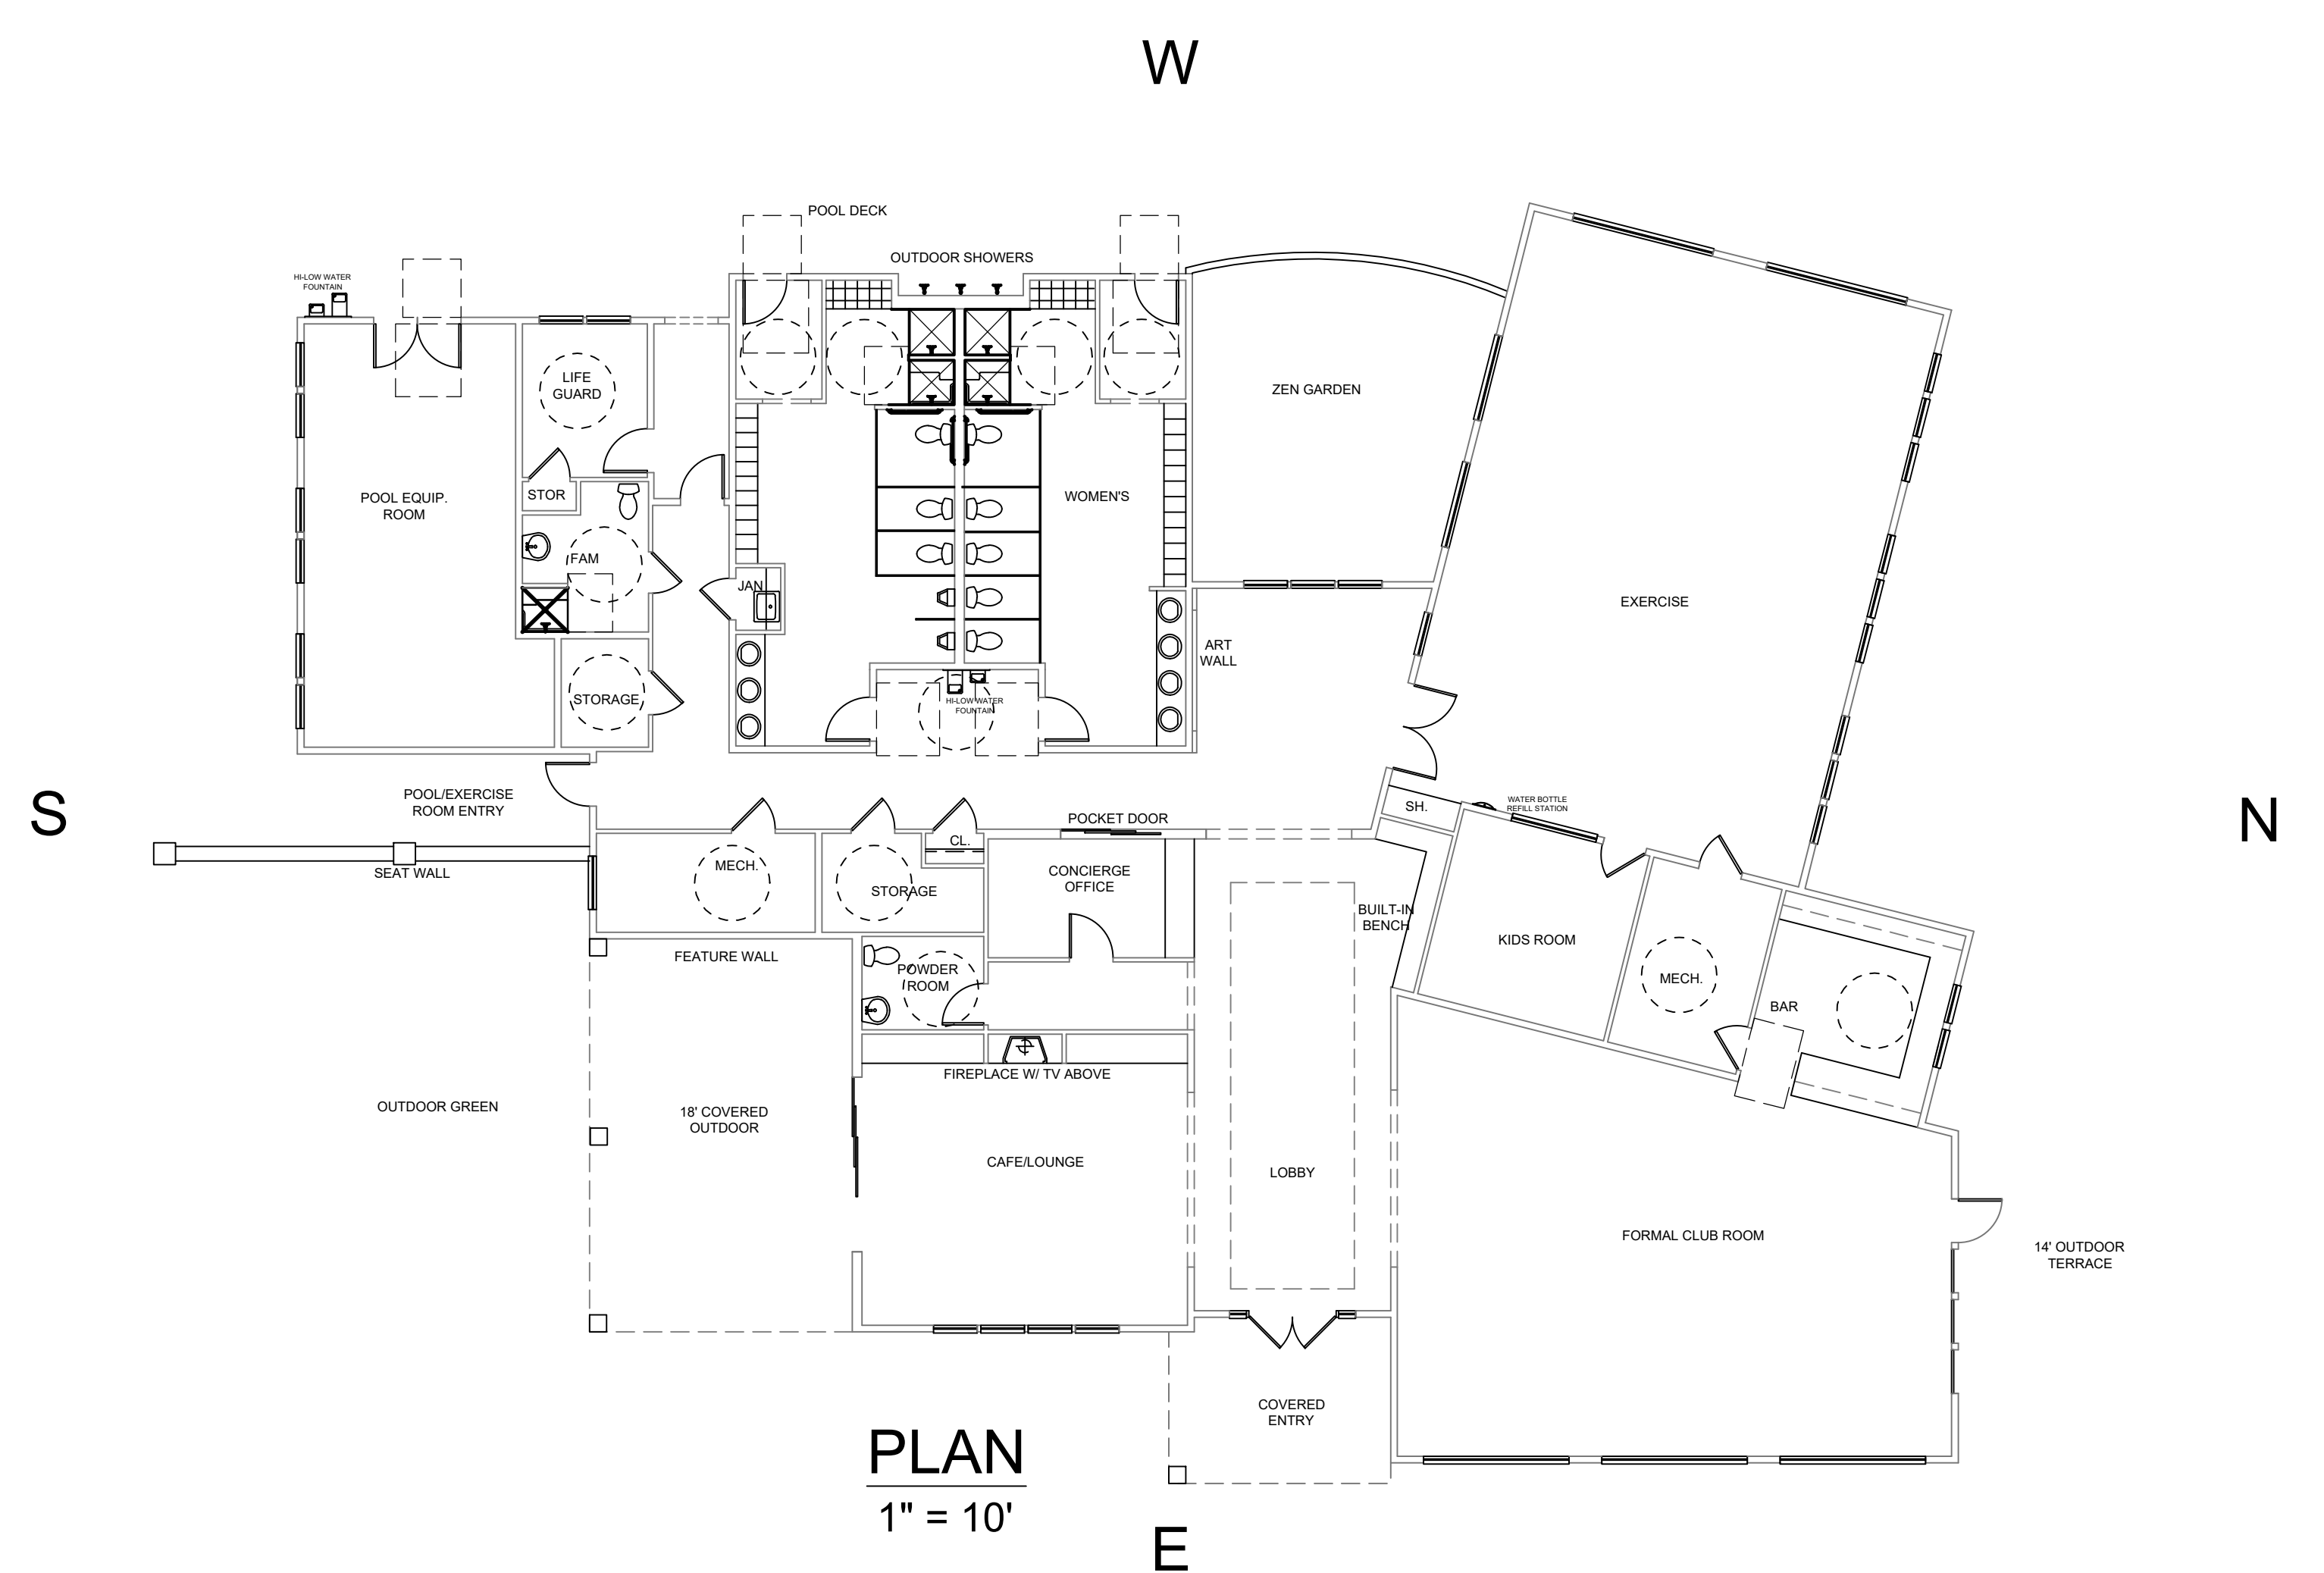 W
POOL DECK
OUTDOOR SHOWERS
HI-LOW WATER
FOUNTAIN
LIFE
GUARD
ZEN GARDEN
STOR
POOL EQUIP.
ROOM
WOMEN'S
FAM
JAN
EXERCISE
ART
WALL
STORAGE
HI-LOW WATER
FOUNTAIN
S
POOL/EXERCISE
ROOM ENTRY
POCKET DOOR
SH.
WATER BOTTLE
REFILL STATION
N
SEAT WALL
MECH.
CL.
STORAGE
CONCIERGE
OFFICE
BUILT-IN
BENCH
KIDS ROOM
FEATURE WALL
POWDER
ROOM
MECH.
BAR
FIREPLACE W/ TV ABOVE
OUTDOOR GREEN
18' COVERED
OUTDOOR
CAFE/LOUNGE
LOBBY
FORMAL CLUB ROOM
14' OUTDOOR
TERRACE
COVERED
ENTRY
PLAN
1" = 10'
E